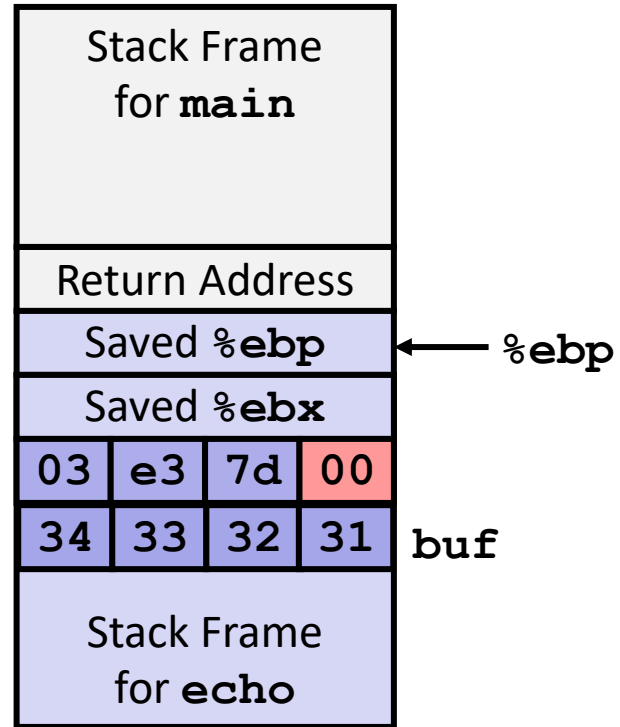 Stack Frame
for main
Return Address
Saved %ebp
%ebp
Saved %ebx
03 e3 7d 00
34 33 32 31 buf
Stack Frame
for echo